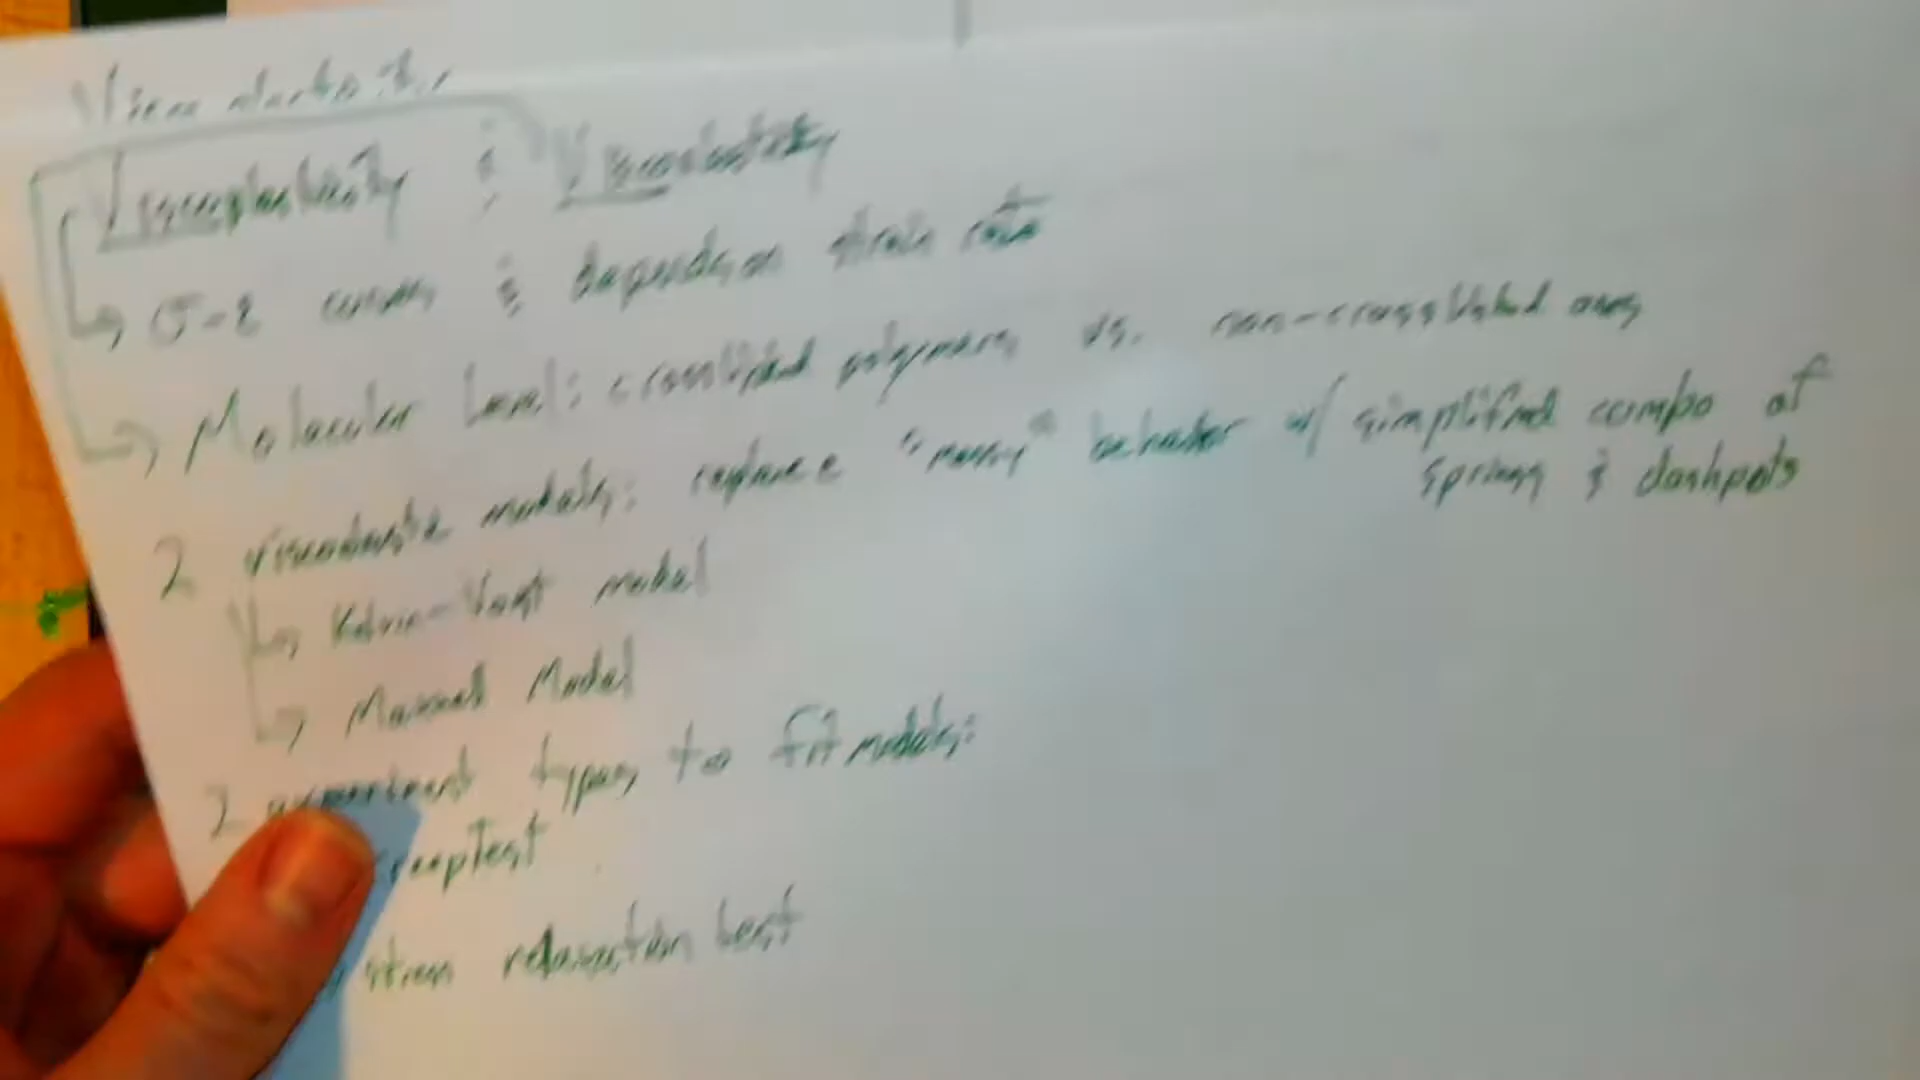 Viscoplasticity & Viscoelasticity
σ-ε curves & depends on strain rate
Molecular Level: crosslinked polymers vs. non-crosslinked ones
2 viscoelastic models: replace "messy" behavior w/ simplified combo of
springs & dashpots
Kelvin-Voigt model
Maxwell Model
2 experiment types to fit models:
creep Test
stress relaxation test